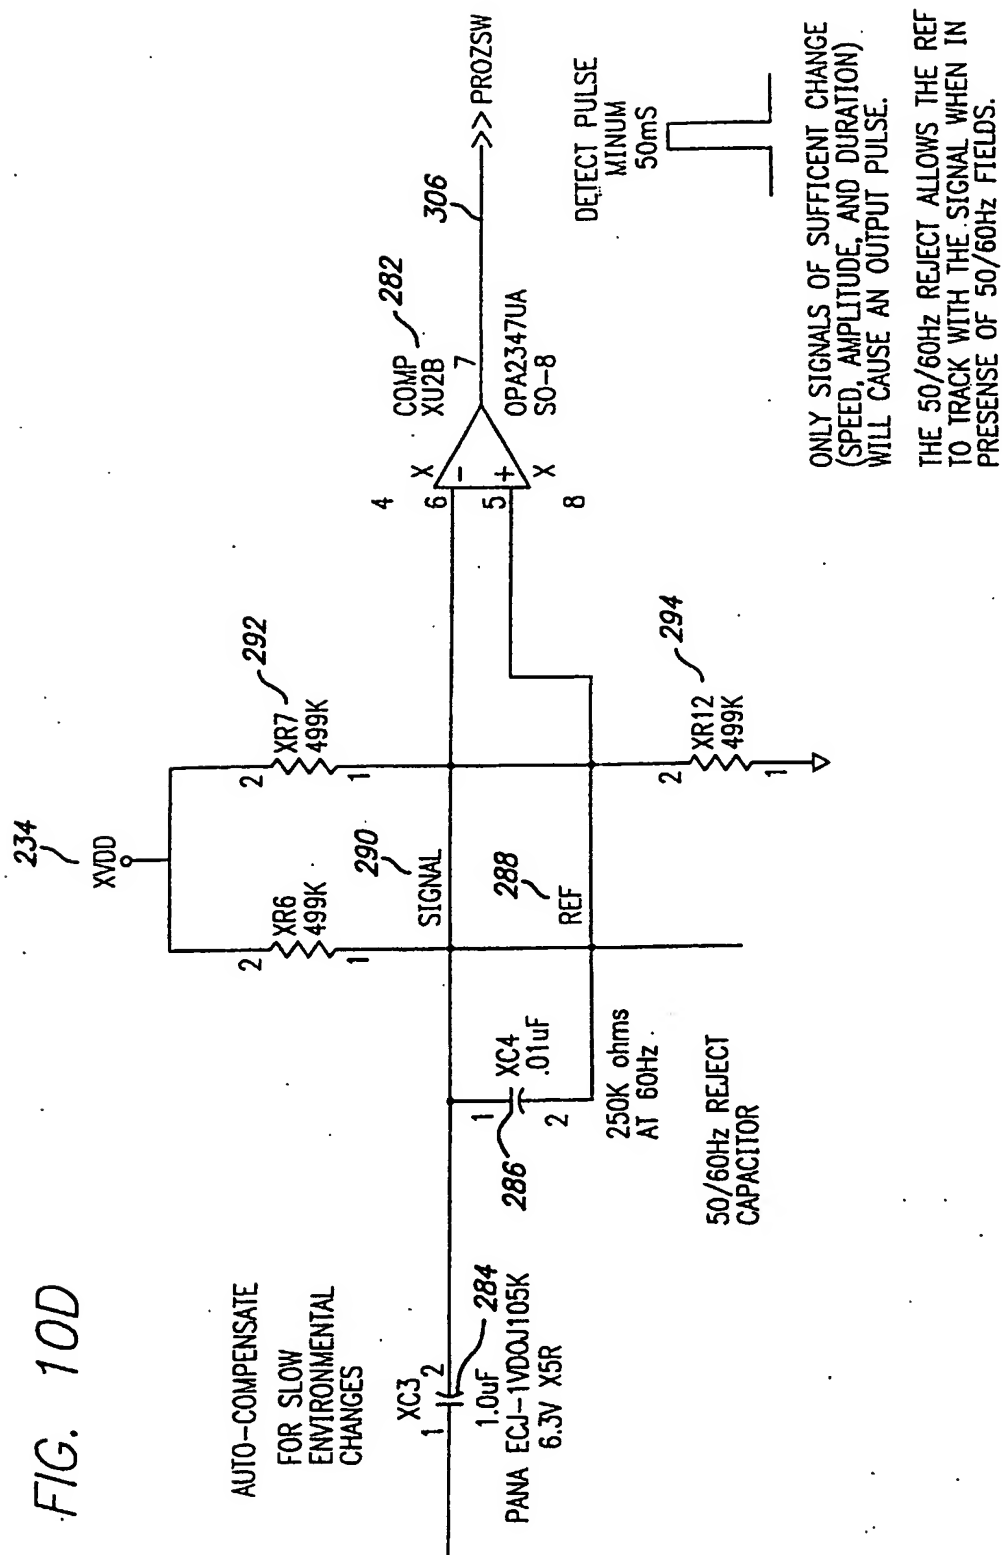 FIG. 10D
AUTO-COMPENSATE
FOR SLOW
ENVIRONMENTAL
CHANGES
XC3
1
2
284
1.0uF
PANA ECJ-1VDOJ105K
6.3V X5R
286
1
2
XC4
.01uF
250K ohms
AT 60Hz
50/60Hz REJECT
CAPACITOR
234
XVDD
2
XR6
499K
1
2
XR7
499K
1
292
SIGNAL
290
REF
288
2
XR12
499K
1
294
4
6
5
8
X
-
+
X
COMP
XU2B
7
282
OPA2347UA
SO-8
306
PROZSW
DETECT PULSE
MINUM
50mS
ONLY SIGNALS OF SUFFICENT CHANGE
(SPEED, AMPLITUDE, AND DURATION)
WILL CAUSE AN OUTPUT PULSE.
THE 50/60Hz REJECT ALLOWS THE REF
TO TRACK WITH THE SIGNAL WHEN IN
PRESENSE OF 50/60Hz FIELDS.